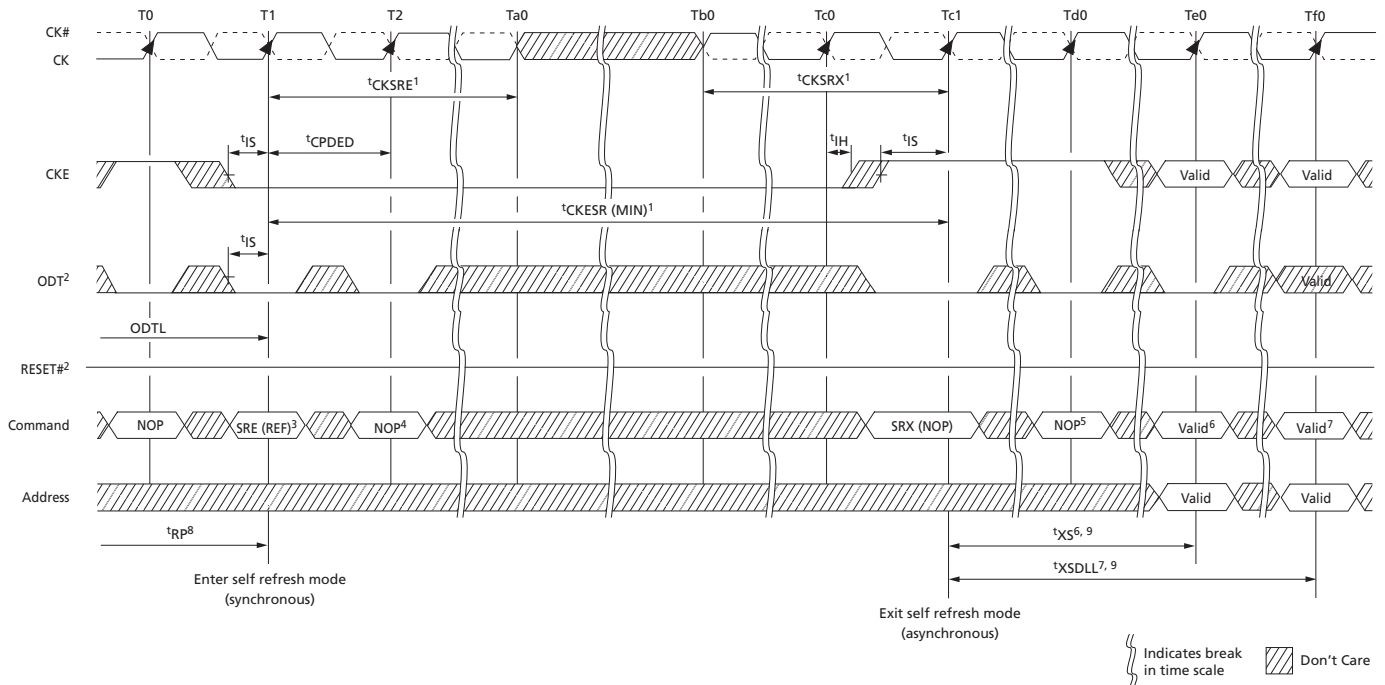 T0 T1 T2 Ta0 Tb0 Tc0 Tc1 Td0 Te0 Tf0
CK#
CK
tCKSRE1 tCKSRX1
tIS tCPDED tIH tIS
CKE Valid Valid
tCKESR (MIN)1
tIS
ODT2 Valid
ODTL
RESET#2
Command NOP SRE (REF)3 NOP4 SRX (NOP) NOP5 Valid6 Valid7
Address Valid Valid
tRP8 tXS6, 9
tXSDLL7, 9
Enter self refresh mode
(synchronous)
Exit self refresh mode
(asynchronous)
Indicates break
in time scale
Don't Care